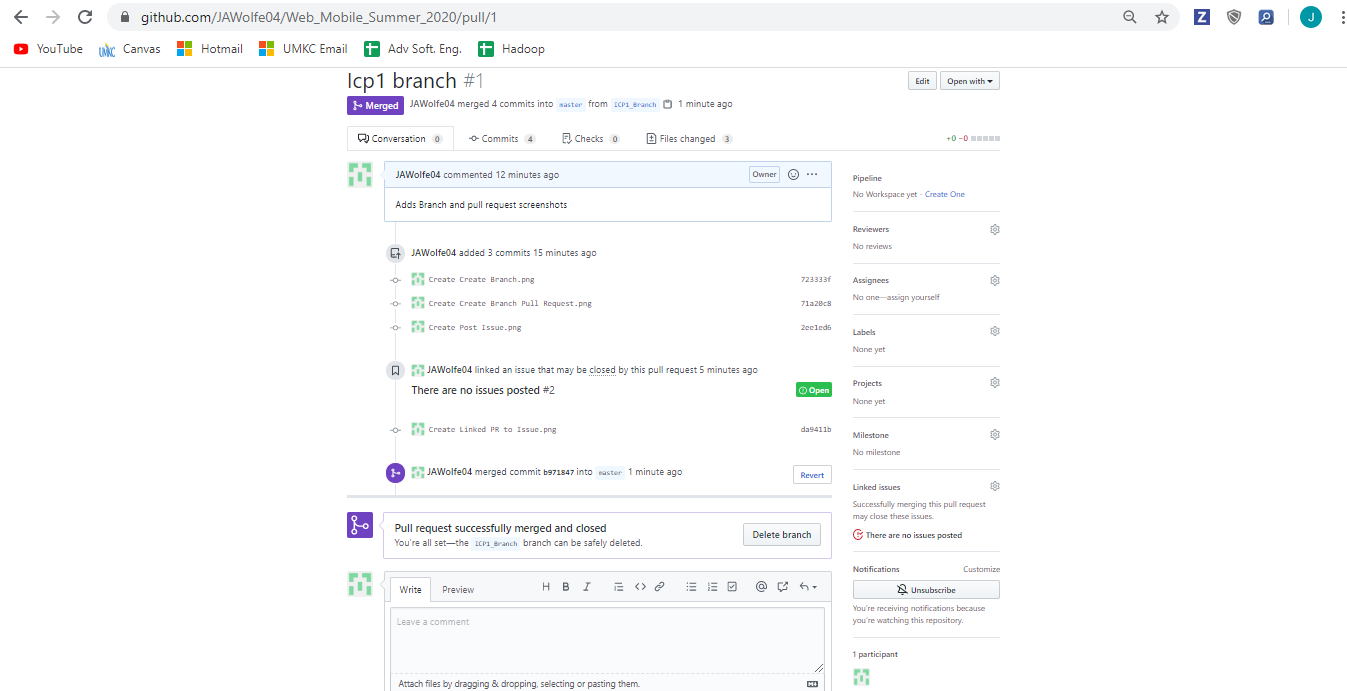 github.com/JAWolfe04/Web_Mobile_Summer_2020/pull/1
Z
J
YouTube
UMKC Canvas
Hotmail
UMKC Email
Adv Soft. Eng.
Hadoop
Icp1 branch #1
Edit
Open with
Merged JAWolfe04 merged 4 commits into master from ICP1_Branch 1 minute ago
Conversation 0
Commits 4
Checks 0
Files changed 3
+0 −0
JAWolfe04 commented 12 minutes ago
Owner
Adds Branch and pull request screenshots
JAWolfe04 added 3 commits 15 minutes ago
Create Create Branch.png 723333f
Create Create Branch Pull Request.png 71a20c8
Create Post Issue.png 2ee1ed6
JAWolfe04 linked an issue that may be closed by this pull request 5 minutes ago
There are no issues posted #2
Open
Create Linked PR to Issue.png da9411b
JAWolfe04 merged commit b971847 into master 1 minute ago
Revert
Pull request successfully merged and closed
You're all set—the ICP1_Branch branch can be safely deleted.
Delete branch
Write
Preview
H B I
Leave a comment
Attach files by dragging & dropping, selecting or pasting them.
Pipeline
No Workspace yet - Create One
Reviewers
No reviews
Assignees
No one—assign yourself
Labels
None yet
Projects
None yet
Milestone
No milestone
Linked issues
Successfully merging this pull request
may close these issues.
There are no issues posted
Notifications
Customize
Unsubscribe
You're receiving notifications because
you're watching this repository.
1 participant